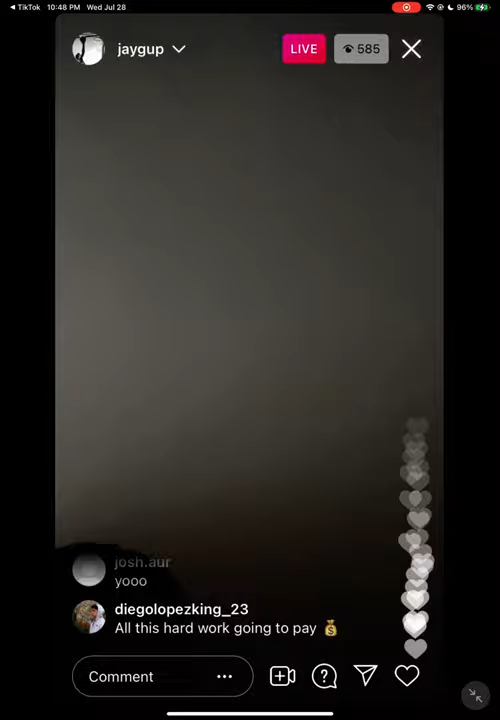 TikTok 10:48 PM Wed Jul 28 96%
jaygup LIVE 585
josh.aur
yooo
diegolopezking_23
All this hard work going to pay 💰
Comment